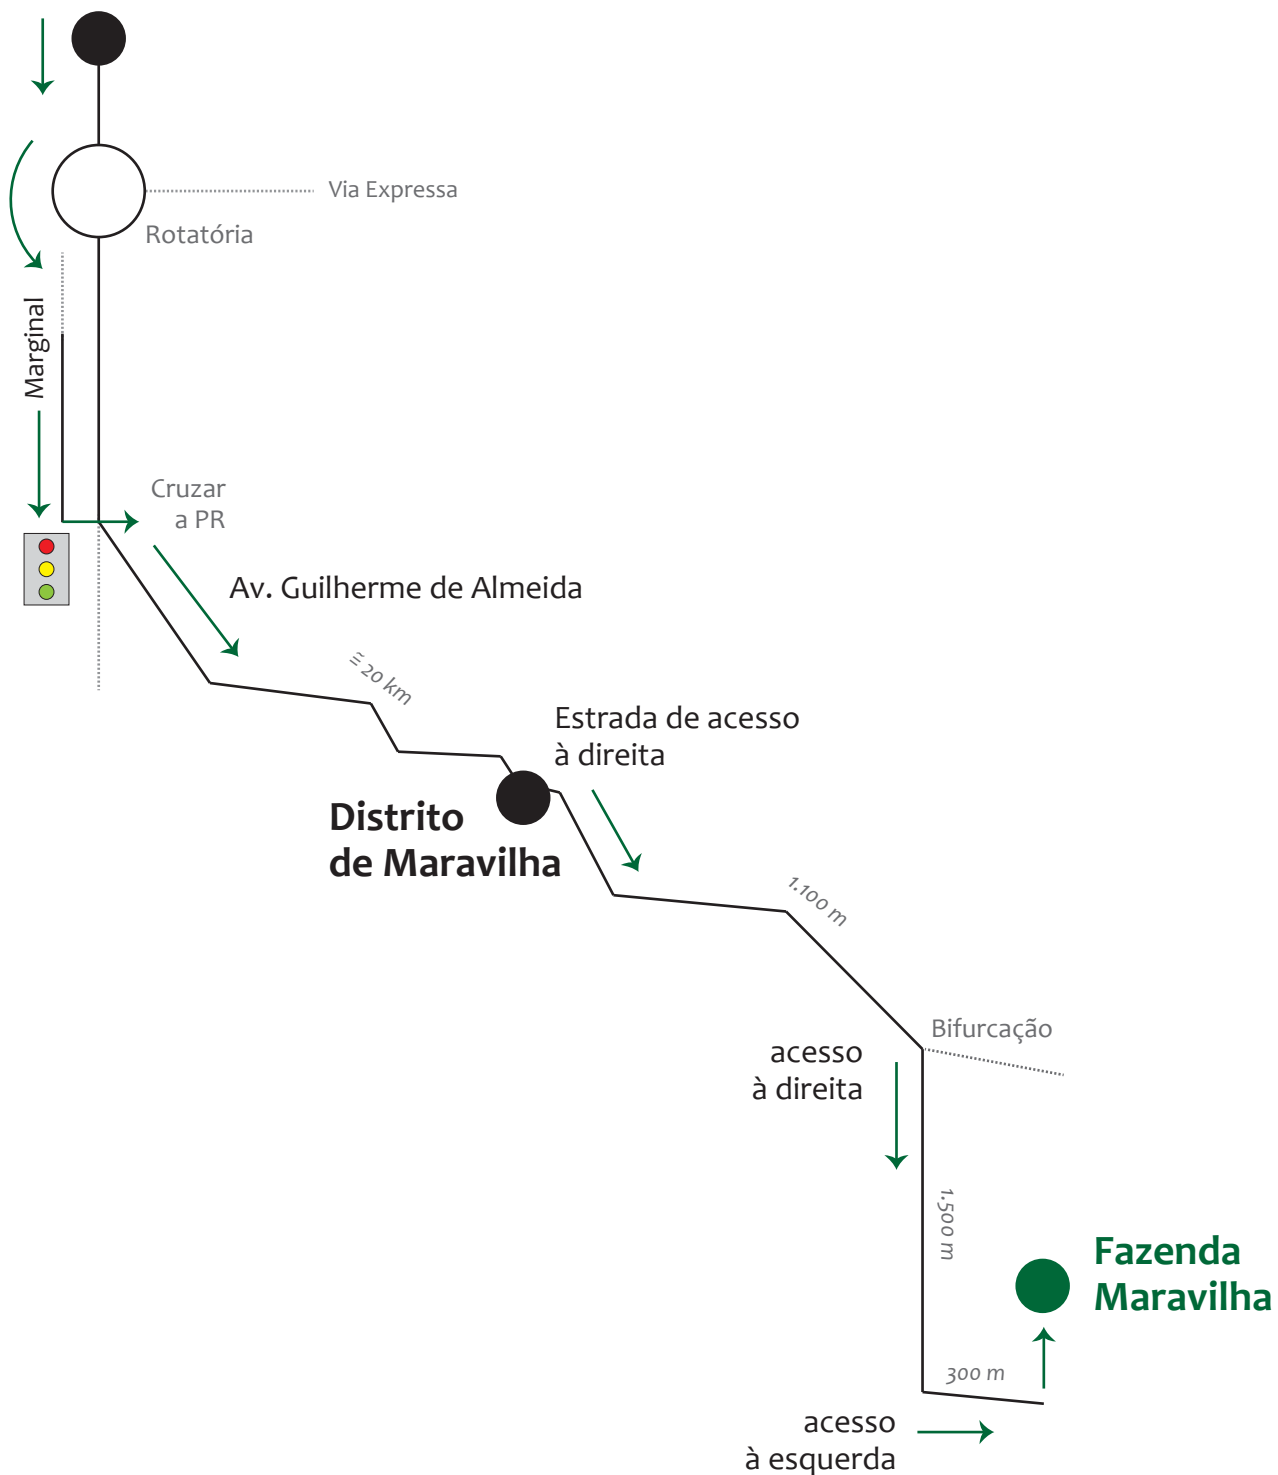 Via Expressa
Rotatória
Marginal
Cruzar
a PR
Av. Guilherme de Almeida
≅ 20 km
Estrada de acesso
à direita
Distrito
de Maravilha
1.100 m
Bifurcação
acesso
à direita
1.500 m
Fazenda
Maravilha
300 m
acesso
à esquerda